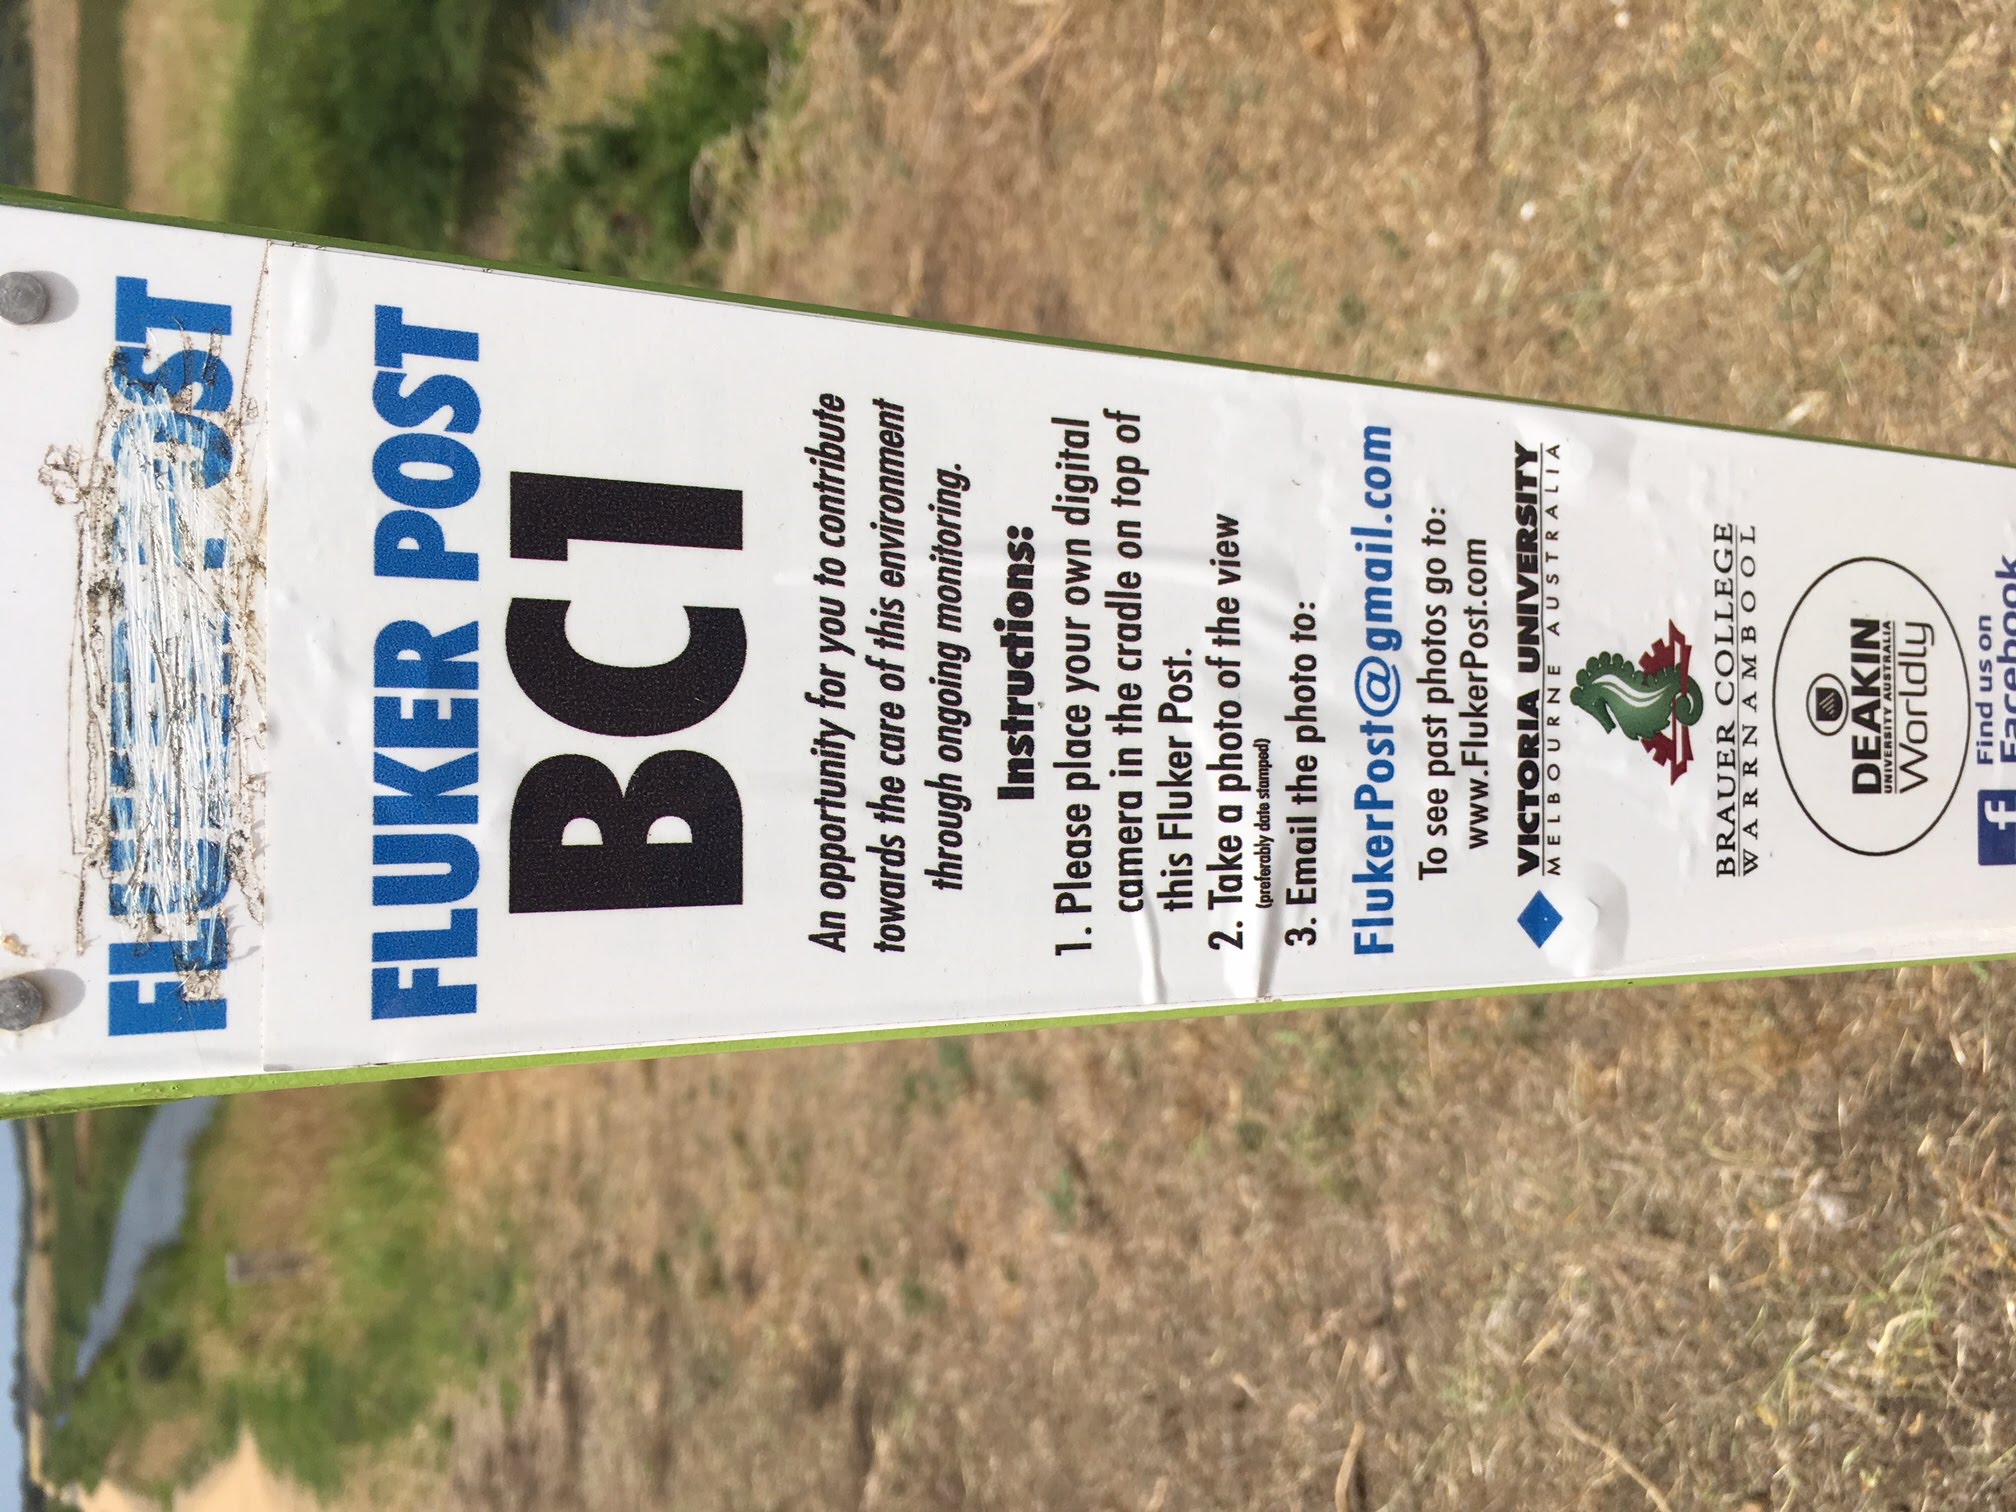 FLUKER POST
FLUKER POST
BC1
An opportunity for you to contribute
towards the care of this environment
through ongoing monitoring.
Instructions:
1. Please place your own digital
camera in the cradle on top of
this Fluker Post.
2. Take a photo of the view
(preferably date stamped)
3. Email the photo to:
FlukerPost@gmail.com
To see past photos go to:
www.FlukerPost.com
VICTORIA UNIVERSITY
MELBOURNE AUSTRALIA
BRAUER COLLEGE
WARRNAMBOOL
DEAKIN
UNIVERSITY AUSTRALIA
Worldly
f Find us on
Facebook